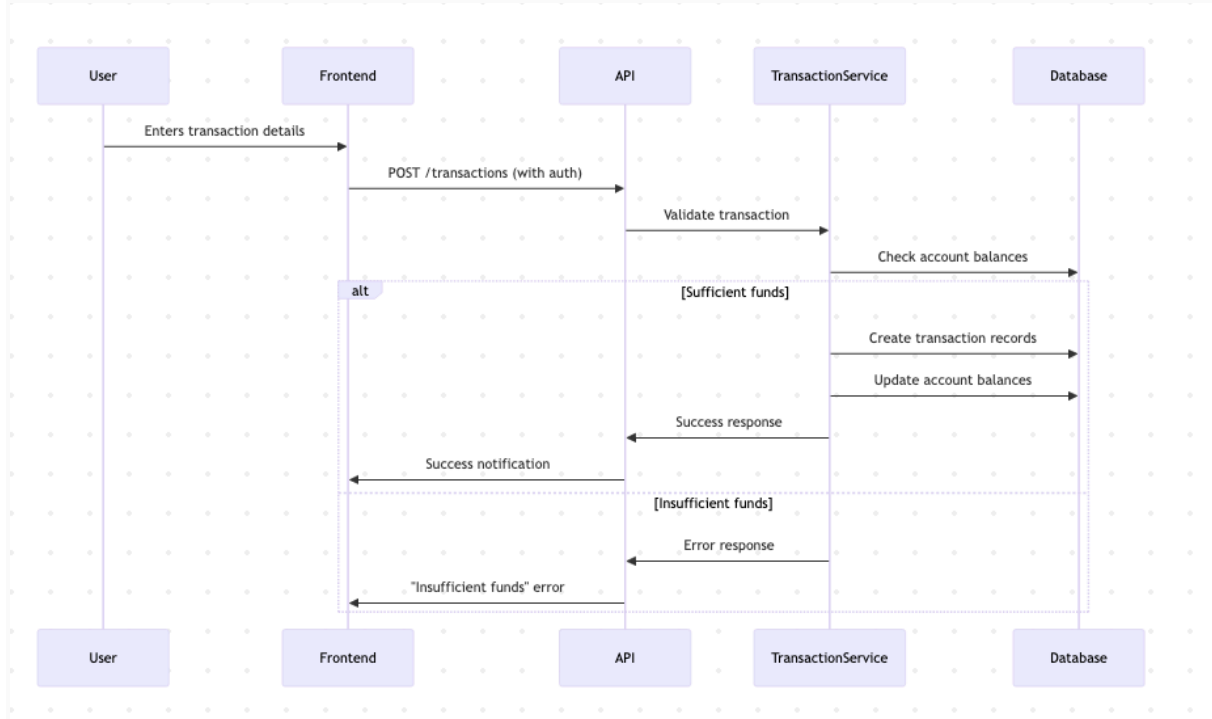 User
Frontend
API
TransactionService
Database
Enters transaction details
POST /transactions (with auth)
Validate transaction
Check account balances
alt
[Sufficient funds]
Create transaction records
Update account balances
Success response
Success notification
[Insufficient funds]
Error response
"Insufficient funds" error
User
Frontend
API
TransactionService
Database